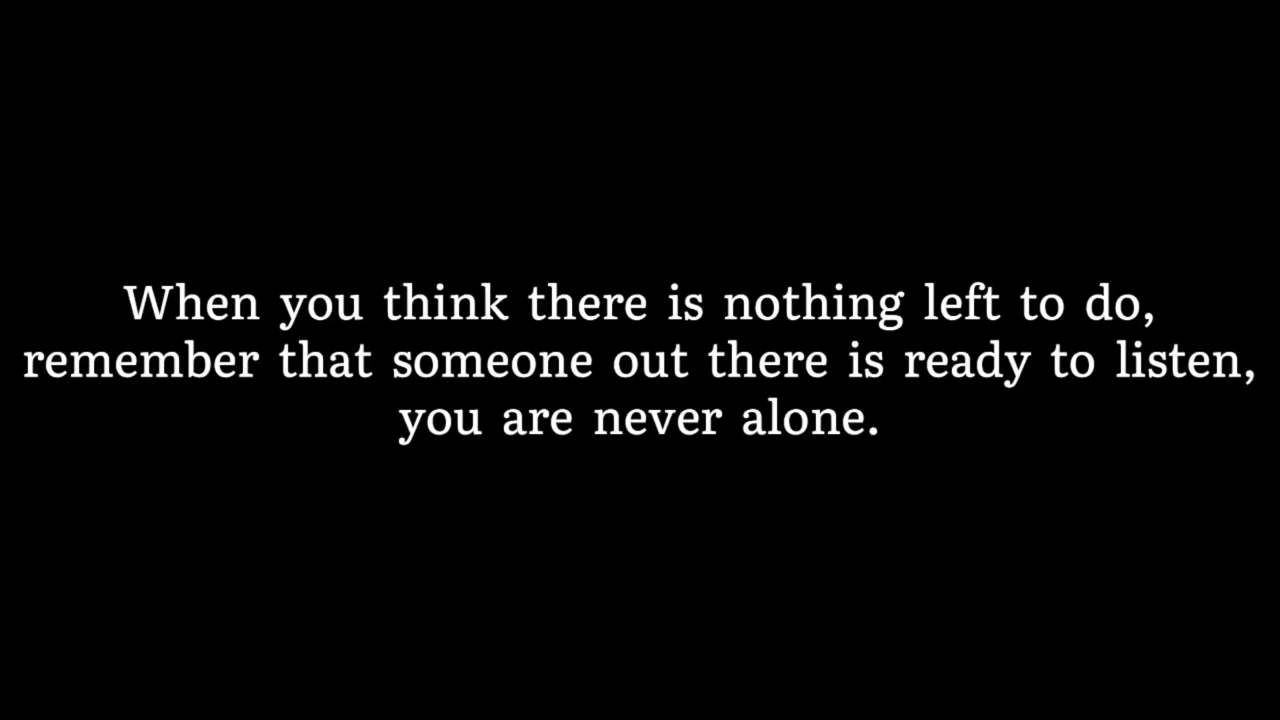 When you think there is nothing left to do,
remember that someone out there is ready to listen,
you are never alone.